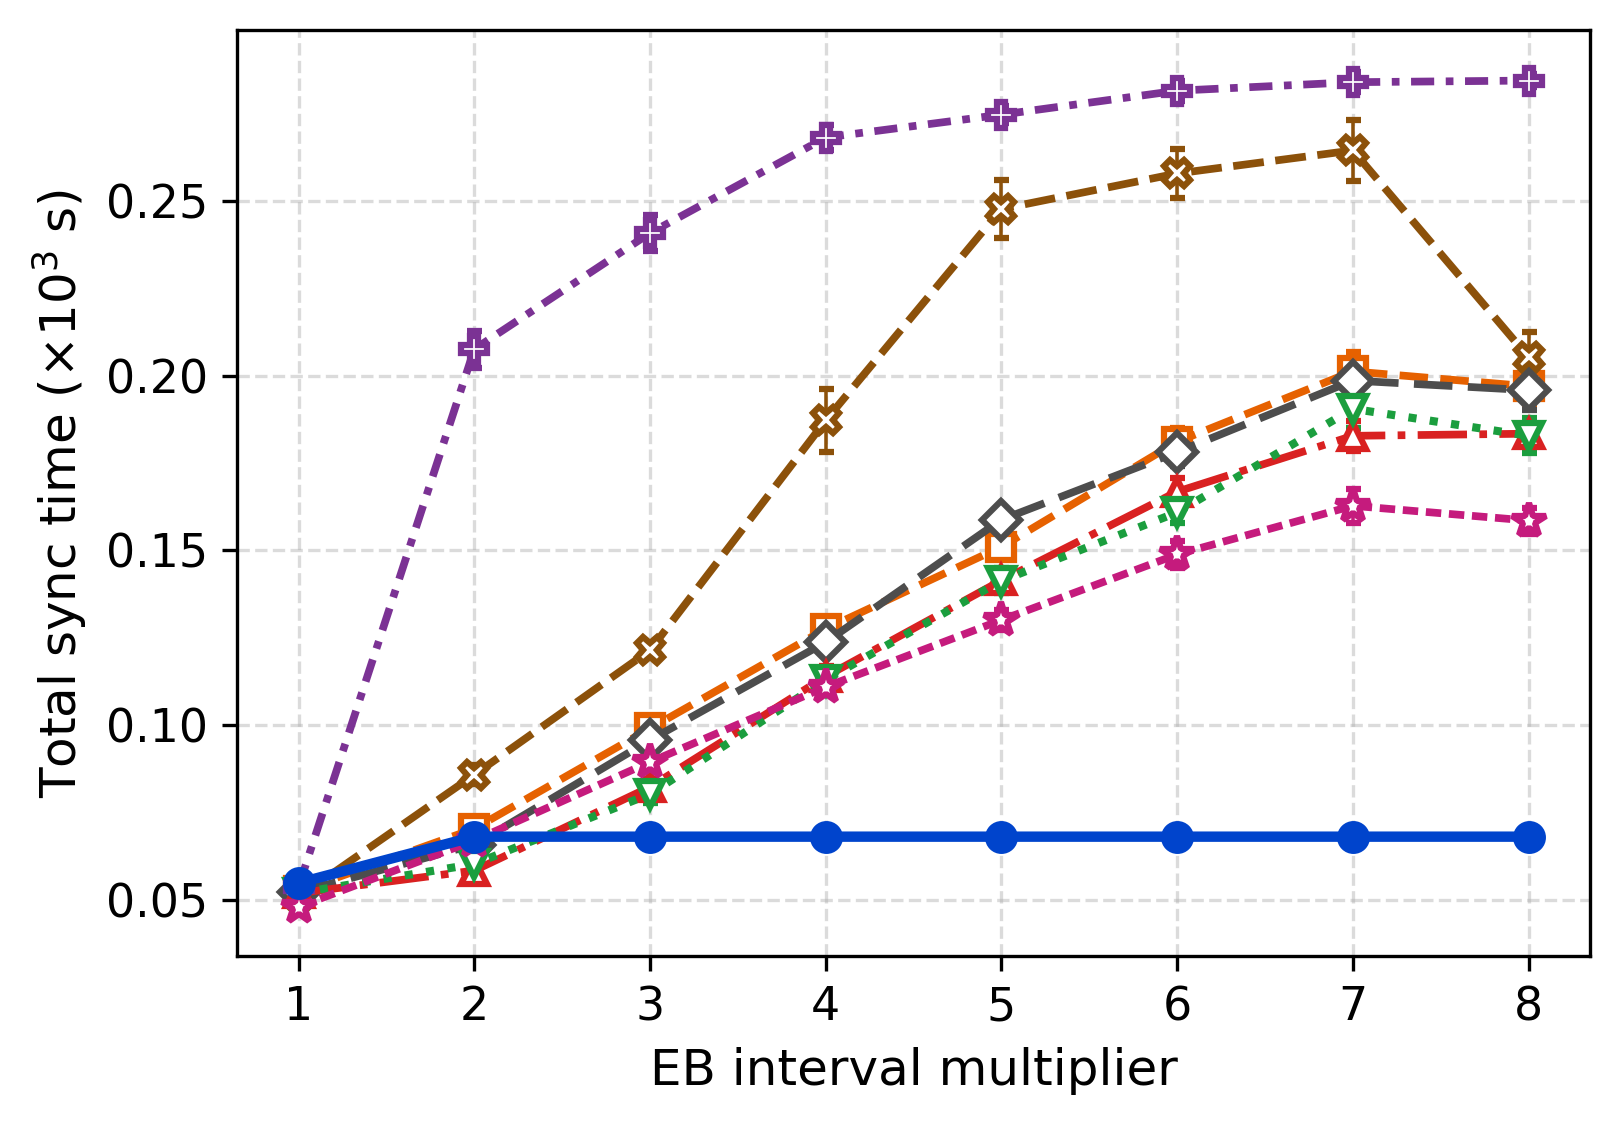 Total sync time (×10³ s)
0.25
0.20
0.15
0.10
0.05
1 2 3 4 5 6 7 8
EB interval multiplier